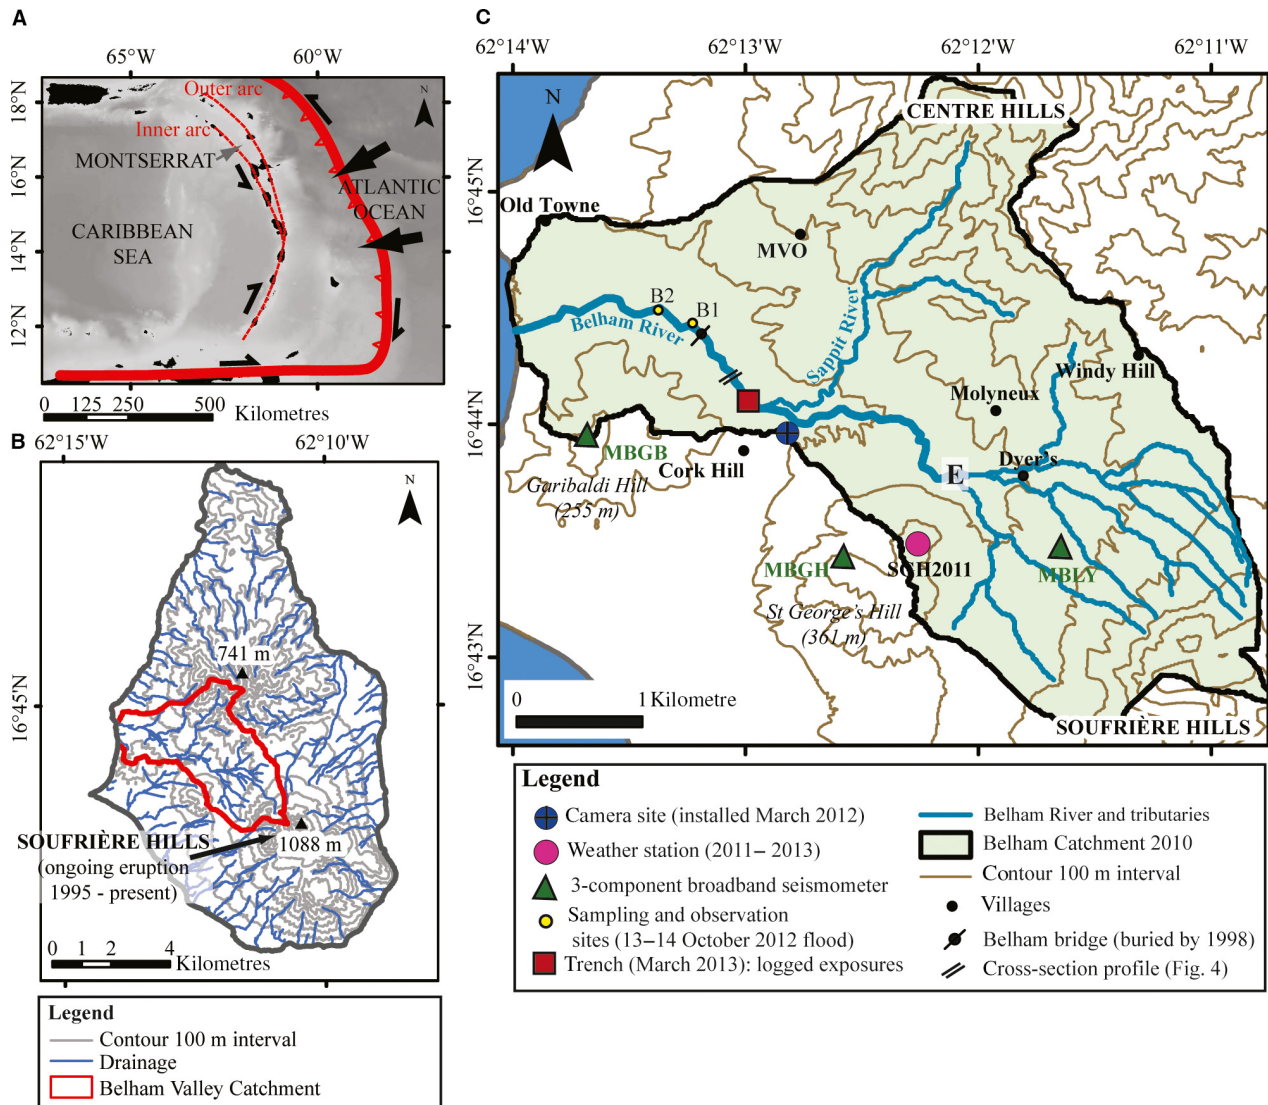 A
65°W
60°W
18°N
16°N
14°N
12°N
Outer arc
Inner arc
MONTSERRAT
ATLANTIC
OCEAN
CARIBBEAN
SEA
N
0 125 250 500 Kilometres
B
62°15'W
62°10'W
16°45'N
N
741 m
SOUFRIÈRE HILLS
(ongoing eruption
1995 - present)
1088 m
0 1 2 4
Kilometres
Legend
Contour 100 m interval
Drainage
Belham Valley Catchment
C
62°14'W
62°13'W
62°12'W
62°11'W
16°45'N
16°44'N
16°43'N
N
CENTRE HILLS
Old Towne
MVO
B2
B1
Belham River
Sappit River
Windy Hill
Molyneux
Dyer's
E
MBGB
Cork Hill
Garibaldi Hill
(255 m)
MBGH
SGH2011
MBLY
St George's Hill
(361 m)
SOUFRIÈRE HILLS
0 1 Kilometre
Legend
Camera site (installed March 2012)
Weather station (2011– 2013)
3-component broadband seismometer
Sampling and observation
sites (13–14 October 2012 flood)
Trench (March 2013): logged exposures
Belham River and tributaries
Belham Catchment 2010
Contour 100 m interval
Villages
Belham bridge (buried by 1998)
Cross-section profile (Fig. 4)